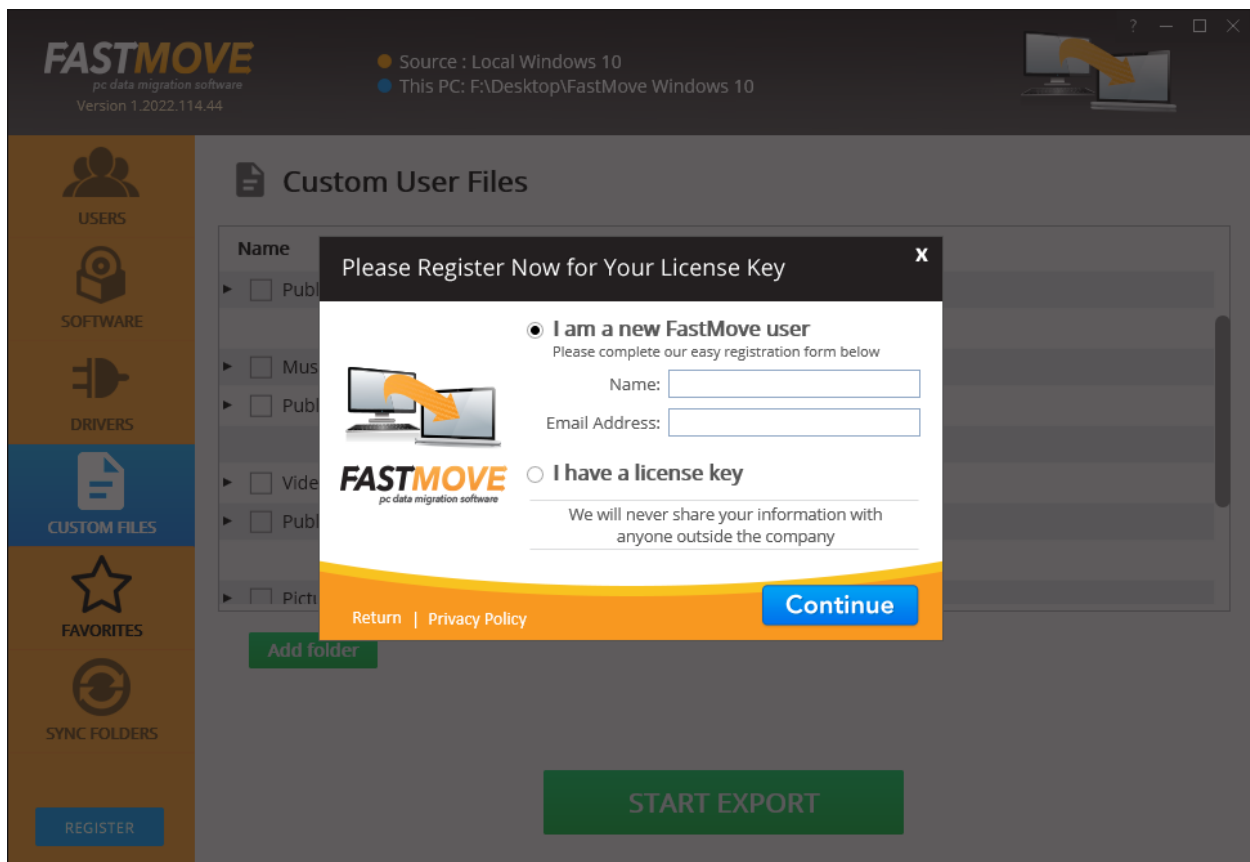 FASTMOVE
pc data migration software
Version 1.2022.114.44
Source : Local Windows 10
This PC: F:\Desktop\FastMove Windows 10
?
USERS
SOFTWARE
DRIVERS
CUSTOM FILES
FAVORITES
SYNC FOLDERS
REGISTER
Custom User Files
Name
Publ
Mus
Publ
Vide
Publ
Pictu
Add folder
START EXPORT
Please Register Now for Your License Key
x
FASTMOVE
pc data migration software
I am a new FastMove user
Please complete our easy registration form below
Name:
Email Address:
I have a license key
We will never share your information with
anyone outside the company
Return | Privacy Policy
Continue